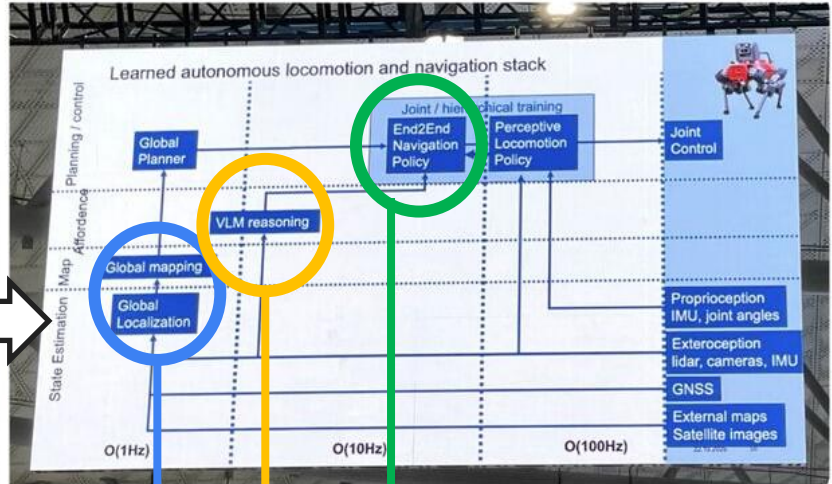 Learned autonomous locomotion and navigation stack
Planning / control
Affordence
Map
State Estimation
Joint / hierarchical training
Global
Planner
End2End
Navigation
Policy
Perceptive
Locomotion
Policy
Joint
Control
VLM reasoning
Global mapping
Global
Localization
Proprioception
IMU, joint angles
Exteroception
lidar, cameras, IMU
GNSS
External maps
Satellite images
O(1Hz)
O(10Hz)
O(100Hz)